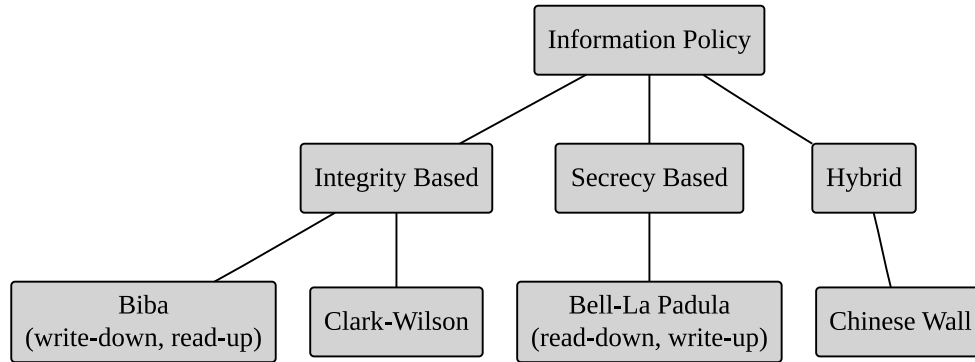 Information Policy
Integrity Based
Secrecy Based
Hybrid
Biba
(write-down, read-up)
Clark-Wilson
Bell-La Padula
(read-down, write-up)
Chinese Wall